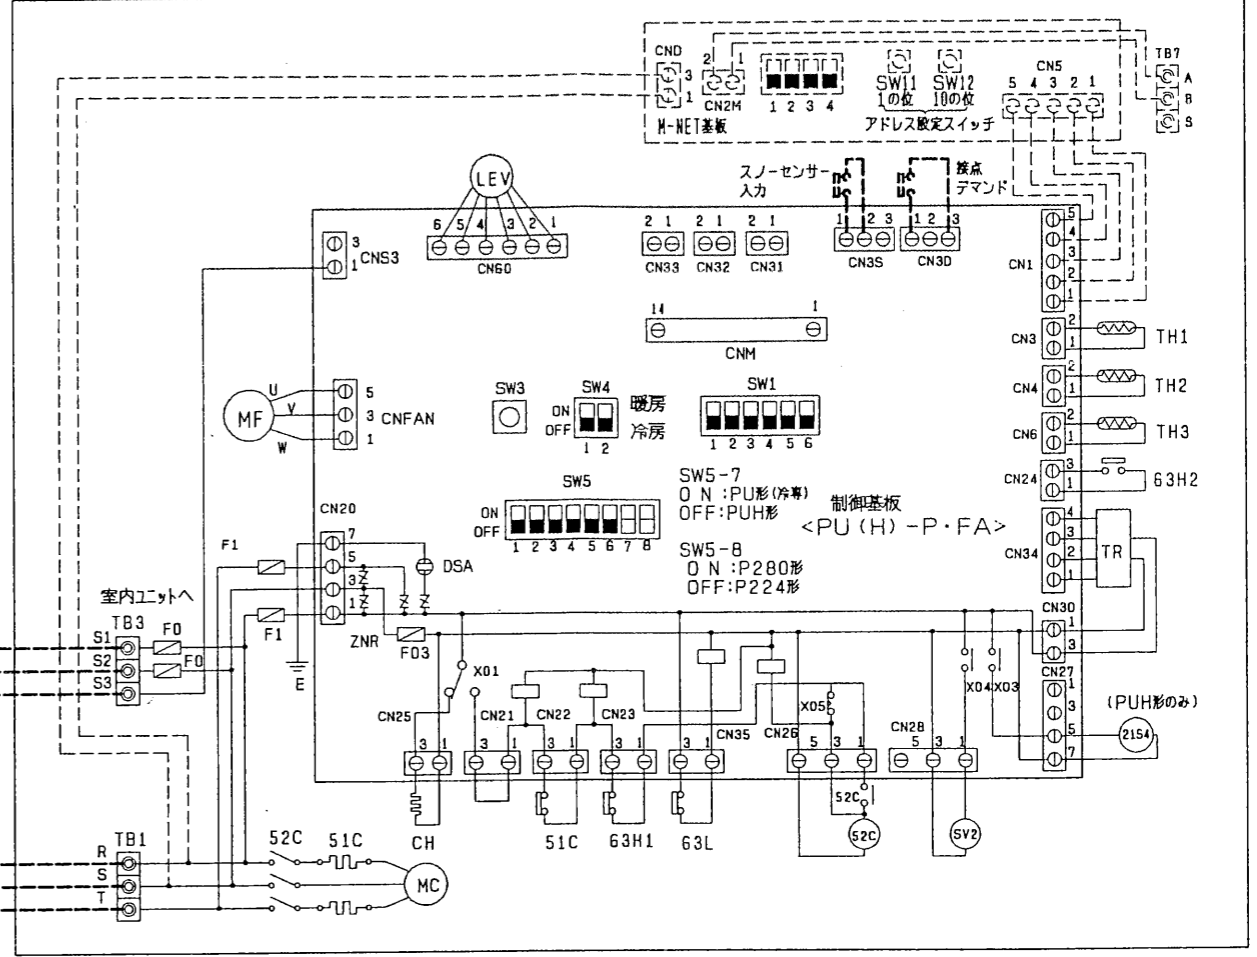 CND
3
1
2 1
CN2M
1 2 3 4
SW11
1の位
SW12
10の位
アドレス設定スイッチ
M-NET基板
CN5
5 4 3 2 1
TB7
A
B
S
スノーセンサー
入力
接点
デマンド
LEV
6 5 4 3 2 1
CN60
3
1
CNS3
2 1
CN33
2 1
CN32
2 1
CN31
1 2 3
CN3S
1 2 3
CN3D
CN1
5
4
3
2
1
14 1
CNM
CN3
2
1
TH1
CN4
2
1
TH2
CN6
2
1
TH3
CN24
3
1
63H2
MF
U
V
W
5
3
1
CNFAN
SW3
SW4
ON
OFF
1 2
暖房
冷房
SW1
1 2 3 4 5 6
SW5
ON
OFF
1 2 3 4 5 6 7 8
SW5-7
ON:PU形(冷専)
OFF:PUH形
SW5-8
ON:P280形
OFF:P224形
制御基板
<PU(H)-P・FA>
CN34
4
3
2
1
TR
CN20
7
5
3
1
F1
F1
DSA
ZNR
F03
E
室内ユニットへ
TB3
S1
S2
S3
F0
F0
CN30
1
3
CN27
1
3
5
7
(PUH形のみ)
21S4
X01
X04
X03
X05
CN25
3 1
CH
CN21
3 1
CN22
3 1
51C
CN23
3 1
63H1
CN35
3 1
63L
CN26
5 3 1
52C
52C
CN28
5 3 1
SV2
TB1
R
S
T
52C
51C
MC